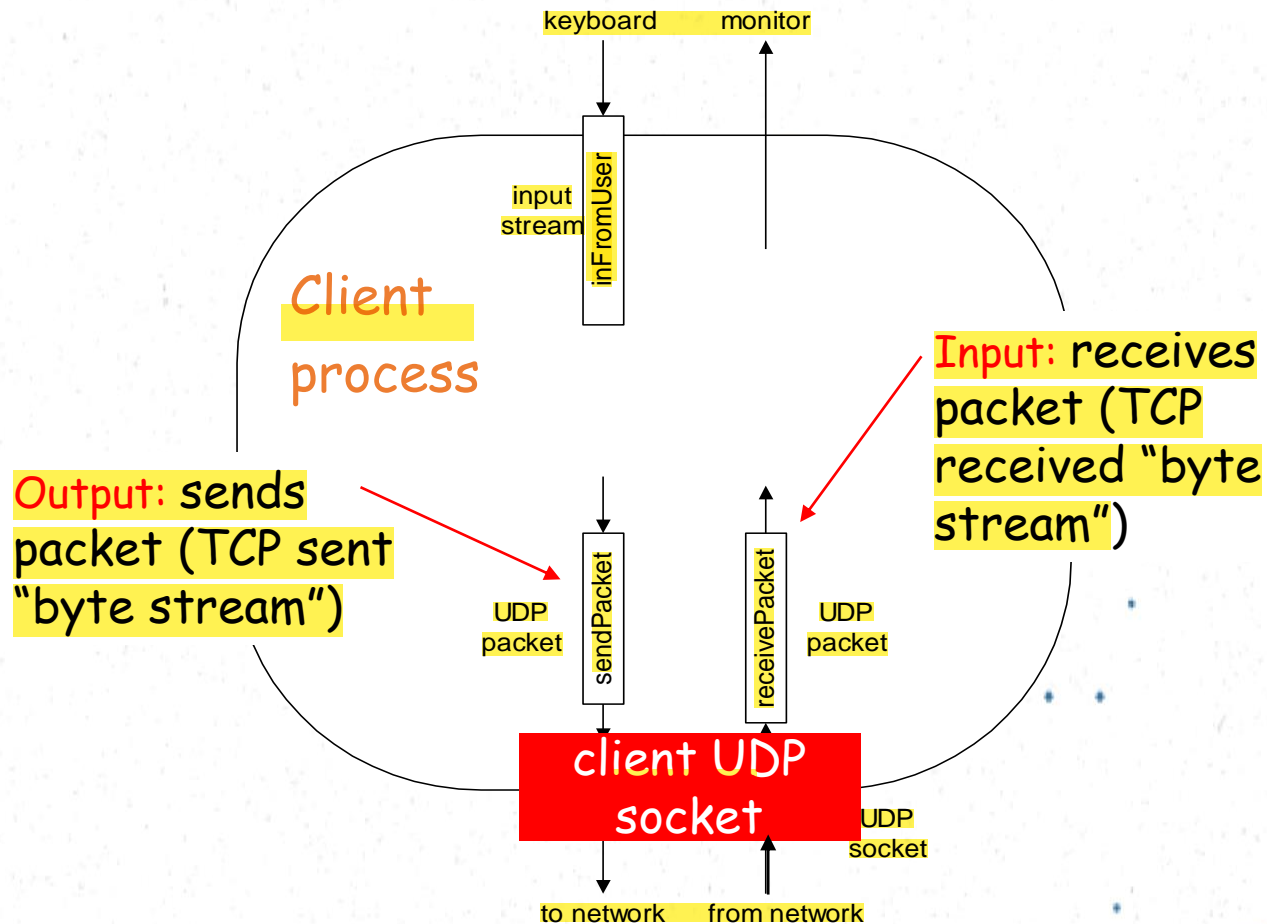 keyboard monitor
inFromUser
input
stream
Client
process
Input: receives
packet (TCP
received “byte
stream”)
Output: sends
packet (TCP sent
“byte stream”)
UDP
packet
sendPacket
receivePacket
UDP
packet
client UDP
socket
UDP
socket
to network from network